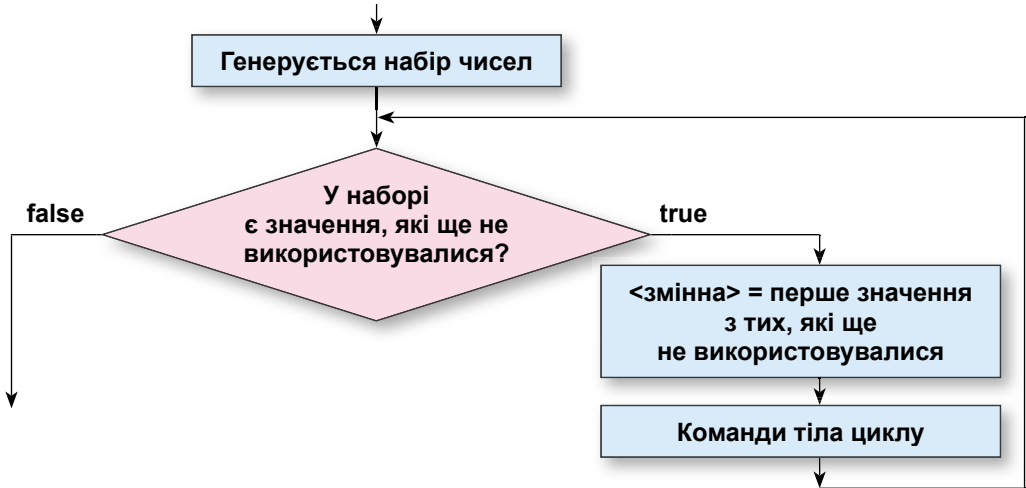 Генерується набір чисел
У наборі
є значення, які ще не
використовувалися?
false
true
<змінна> = перше значення
з тих, які ще
не використовувалися
Команди тіла циклу